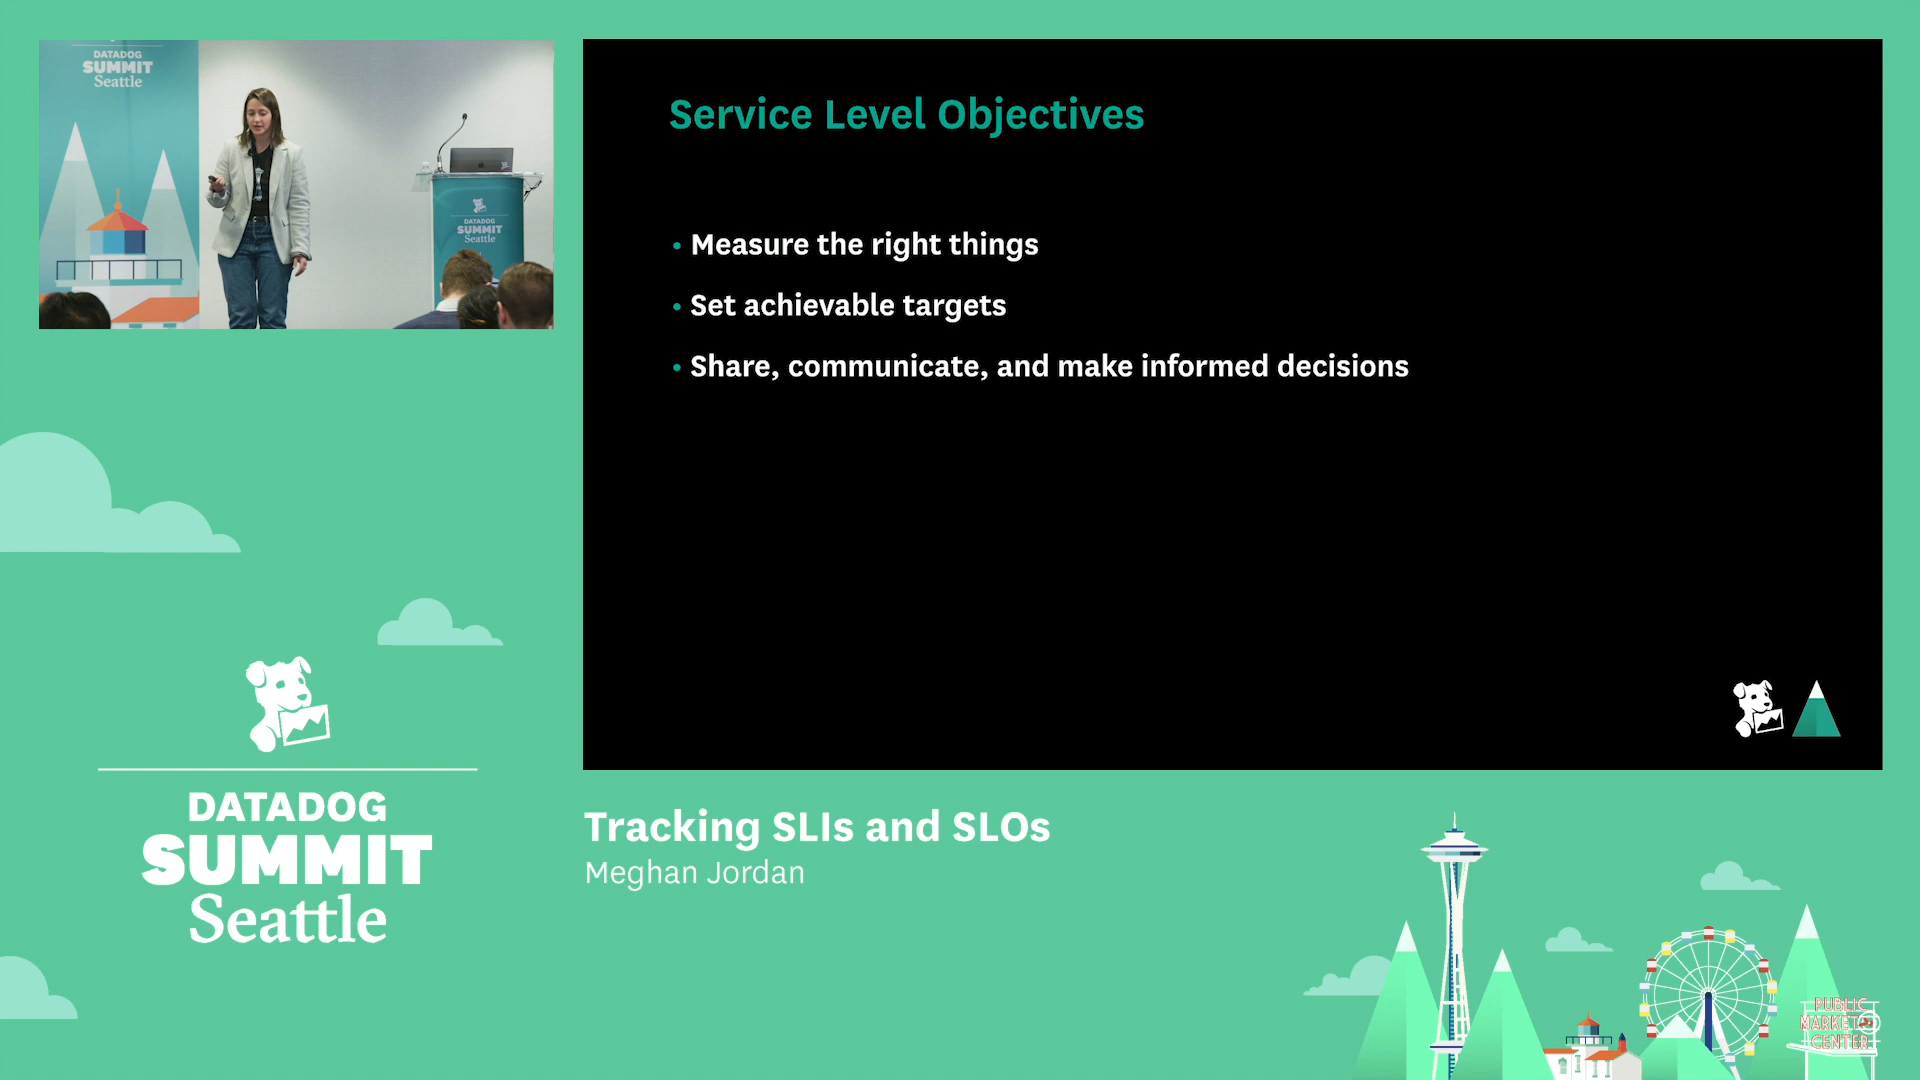 DATADOG
SUMMIT
Seattle
DATADOG
SUMMIT
Seattle
Service Level Objectives
• Measure the right things
• Set achievable targets
• Share, communicate, and make informed decisions
DATADOG
SUMMIT
Seattle
Tracking SLIs and SLOs
Meghan Jordan
PUBLIC
MARKET
CENTER